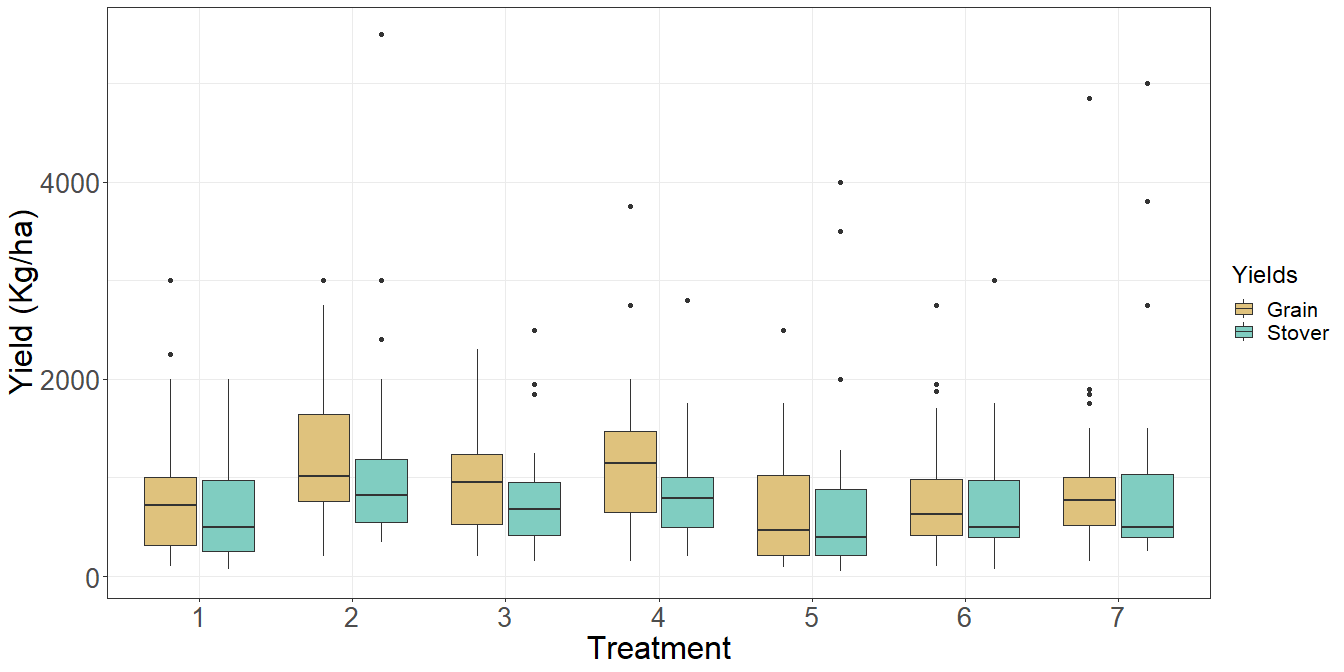 Yield (Kg/ha)
4000
2000
0
1 2 3 4 5 6 7
Treatment
Yields
Grain
Stover